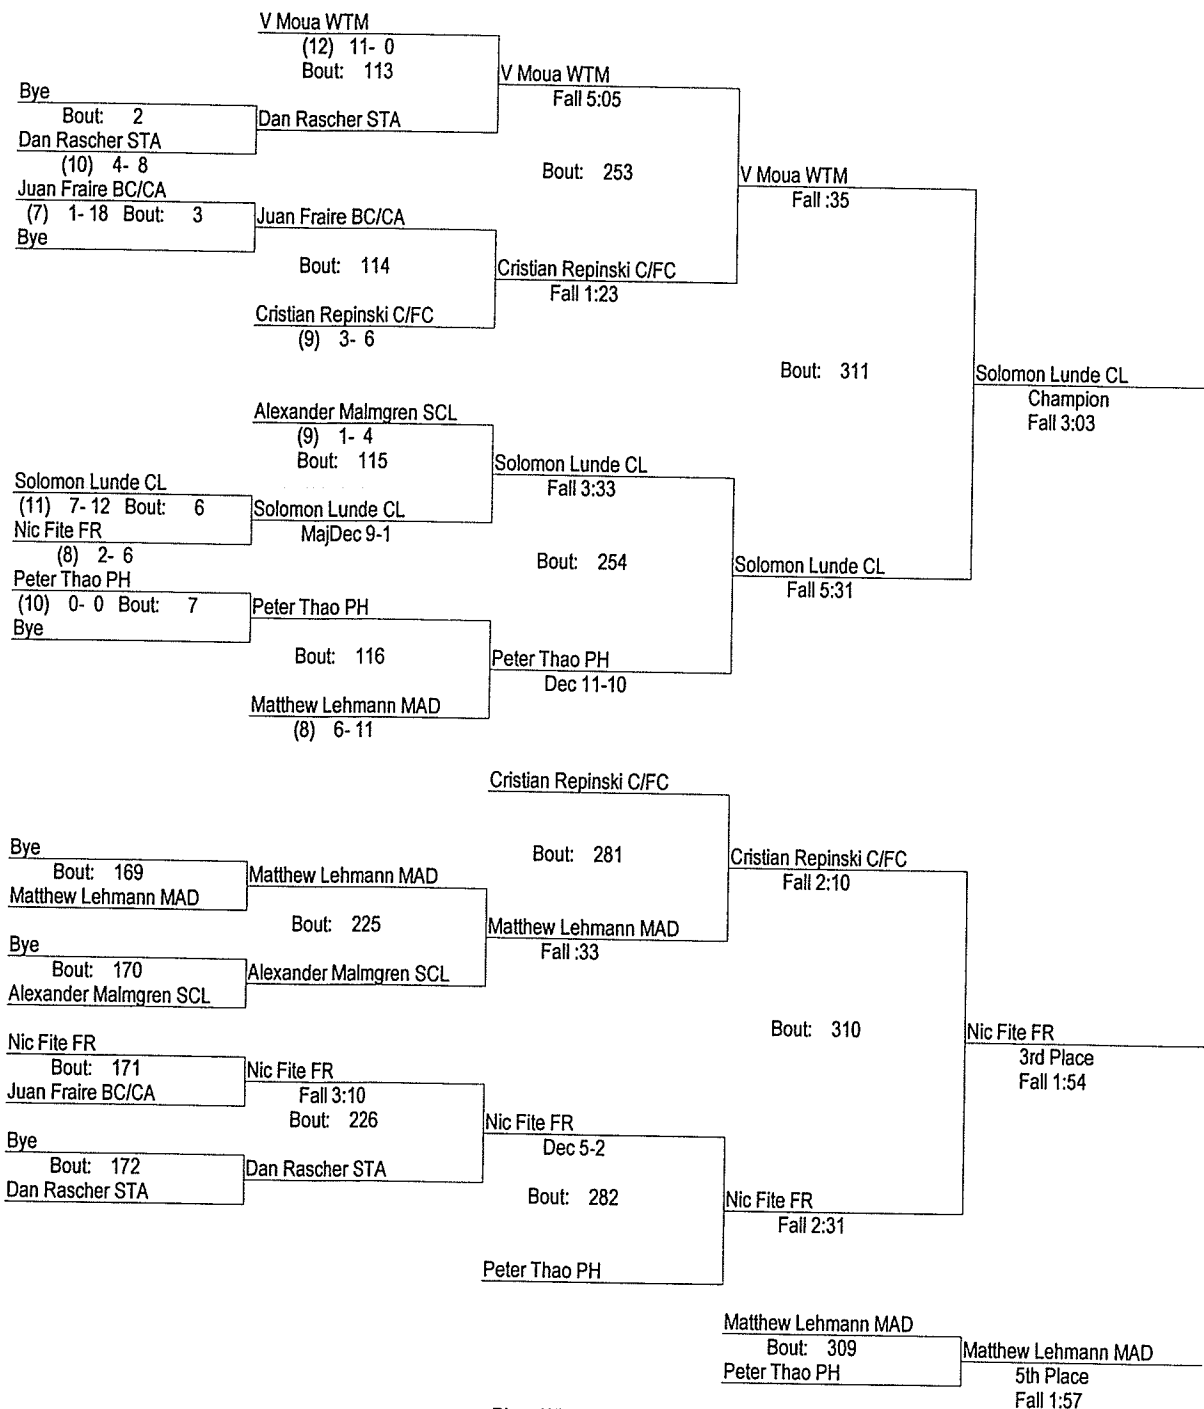 V Moua WTM
(12) 11- 0
Bout: 113
V Moua WTM
Fall 5:05
Bye
Bout: 2
Dan Rascher STA
Dan Rascher STA
(10) 4- 8
Bout: 253
V Moua WTM
Fall :35
Juan Fraire BC/CA
(7) 1- 18 Bout: 3
Juan Fraire BC/CA
Bye
Bout: 114
Cristian Repinski C/FC
Fall 1:23
Cristian Repinski C/FC
(9) 3- 6
Bout: 311
Solomon Lunde CL
Champion
Fall 3:03
Alexander Malmgren SCL
(9) 1- 4
Bout: 115
Solomon Lunde CL
Fall 3:33
Solomon Lunde CL
(11) 7- 12 Bout: 6
Solomon Lunde CL
MajDec 9-1
Nic Fite FR
(8) 2- 6
Bout: 254
Solomon Lunde CL
Fall 5:31
Peter Thao PH
(10) 0- 0 Bout: 7
Peter Thao PH
Bye
Bout: 116
Peter Thao PH
Dec 11-10
Matthew Lehmann MAD
(8) 6- 11
Cristian Repinski C/FC
Bout: 281
Cristian Repinski C/FC
Fall 2:10
Bye
Bout: 169
Matthew Lehmann MAD
Matthew Lehmann MAD
Bout: 225
Matthew Lehmann MAD
Fall :33
Bye
Bout: 170
Alexander Malmgren SCL
Alexander Malmgren SCL
Bout: 310
Nic Fite FR
3rd Place
Fall 1:54
Nic Fite FR
Bout: 171
Nic Fite FR
Fall 3:10
Juan Fraire BC/CA
Bout: 226
Nic Fite FR
Dec 5-2
Bye
Bout: 172
Dan Rascher STA
Dan Rascher STA
Bout: 282
Nic Fite FR
Fall 2:31
Peter Thao PH
Matthew Lehmann MAD
Bout: 309
Matthew Lehmann MAD
Peter Thao PH
5th Place
Fall 1:57